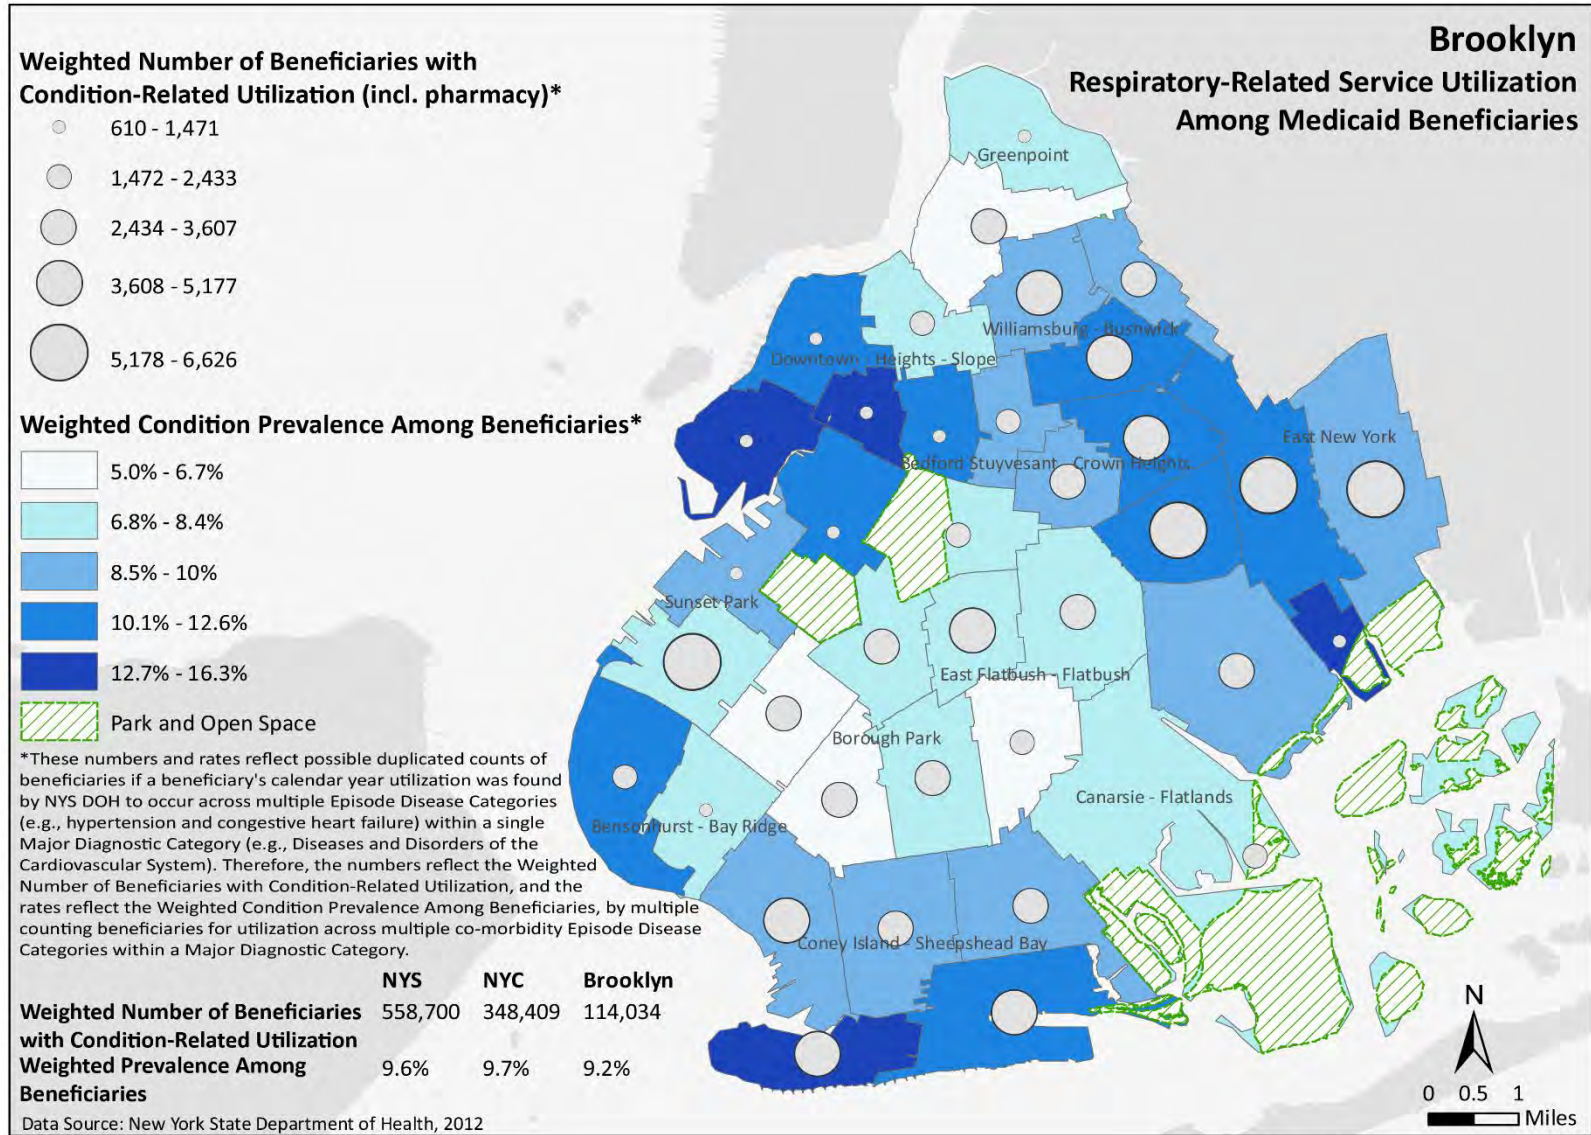 Brooklyn
Respiratory-Related Service Utilization
Among Medicaid Beneficiaries
Weighted Number of Beneficiaries with
Condition-Related Utilization (incl. pharmacy)*
610 - 1,471
1,472 - 2,433
2,434 - 3,607
3,608 - 5,177
5,178 - 6,626
Weighted Condition Prevalence Among Beneficiaries*
5.0% - 6.7%
6.8% - 8.4%
8.5% - 10%
10.1% - 12.6%
12.7% - 16.3%
Park and Open Space
*These numbers and rates reflect possible duplicated counts of
beneficiaries if a beneficiary's calendar year utilization was found
by NYS DOH to occur across multiple Episode Disease Categories
(e.g., hypertension and congestive heart failure) within a single
Major Diagnostic Category (e.g., Diseases and Disorders of the
Cardiovascular System). Therefore, the numbers reflect the Weighted
Number of Beneficiaries with Condition-Related Utilization, and the
rates reflect the Weighted Condition Prevalence Among Beneficiaries, by multiple
counting beneficiaries for utilization across multiple co-morbidity Episode Disease
Categories within a Major Diagnostic Category.
NYS NYC Brooklyn
Weighted Number of Beneficiaries 558,700 348,409 114,034
with Condition-Related Utilization
Weighted Prevalence Among 9.6% 9.7% 9.2%
Beneficiaries
Data Source: New York State Department of Health, 2012
Greenpoint
Williamsburg - Bushwick
Downtown - Heights - Slope
East New York
Bedford Stuyvesant - Crown Heights
Sunset Park
East Flatbush - Flatbush
Borough Park
Canarsie - Flatlands
Bensonhurst - Bay Ridge
Coney Island - Sheepshead Bay
N
0 0.5 1
Miles